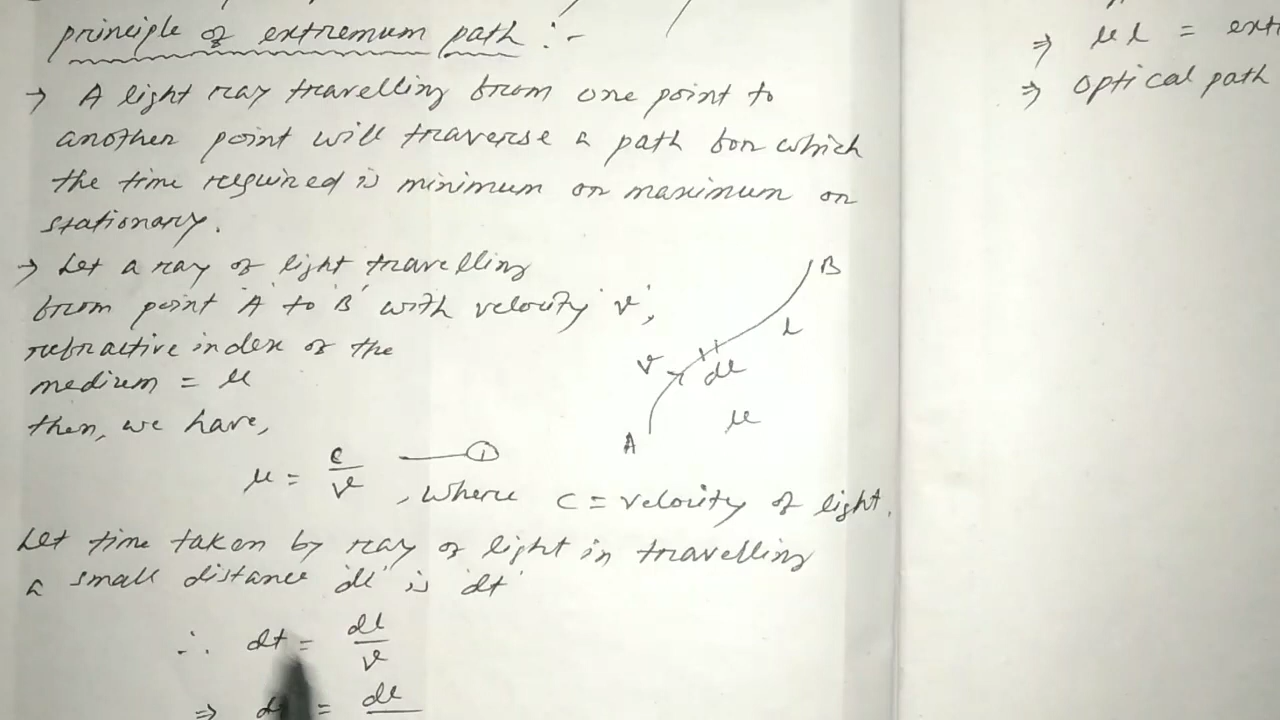 principle of extremum path :-
→ A light ray travelling from one point to
another point will traverse a path for which
the time required is minimum or maximum or
stationary.
→ Let a ray of light travelling
from point 'A' to 'B' with velocity 'v',
refractive index of the
medium = μ
then, we have,
μ = c/v —— ①
, where c = velocity of light.
Let time taken by ray of light in travelling
a small distance 'dl' is 'dt'
∴ dt = dl/v
⇒ = dl
B
l
v
dl
μ
A
⇒ μl =
⇒ optical path